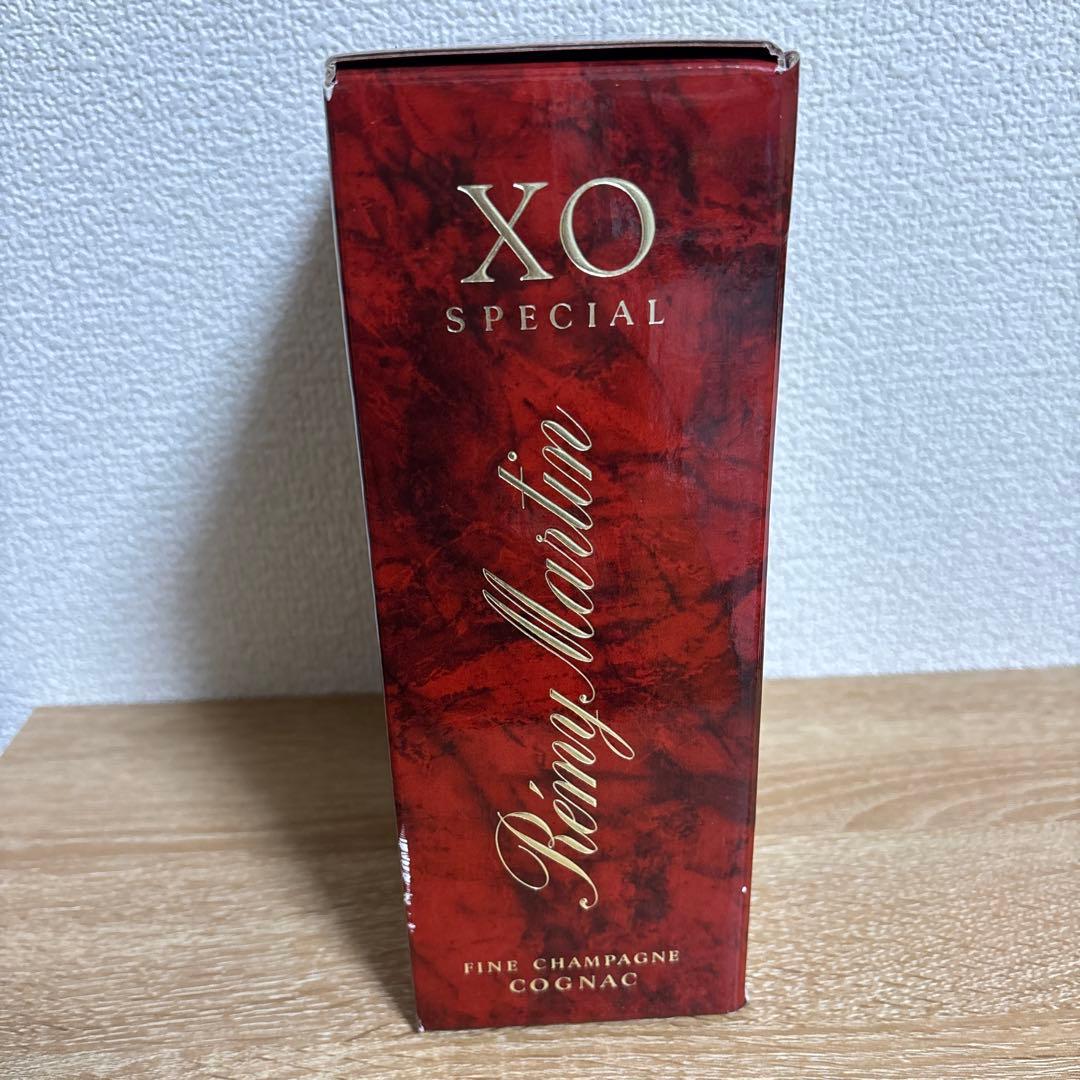 XO
SPECIAL
Rémy Martin
FINE CHAMPAGNE
COGNAC